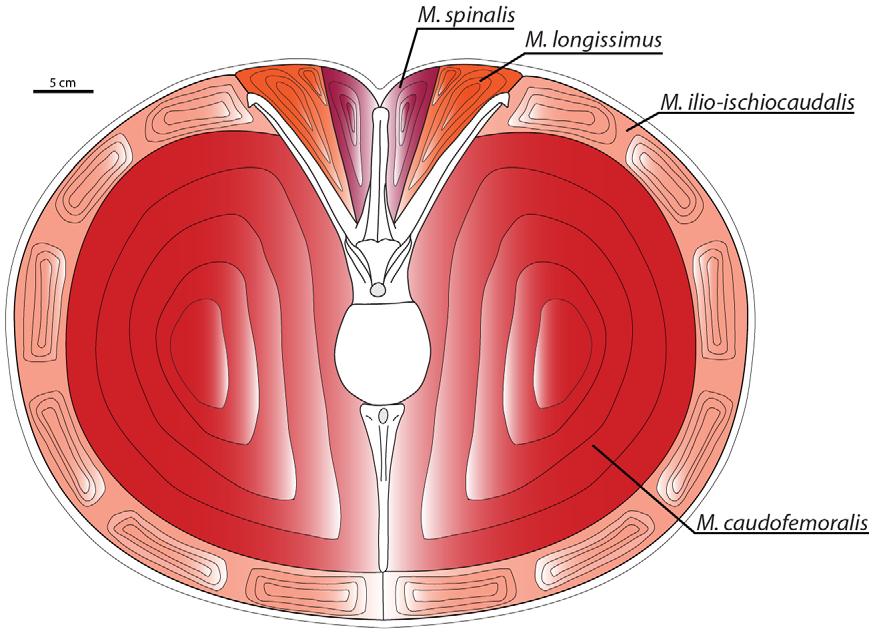 M. spinalis
M. longissimus
5 cm
M. ilio-ischiocaudalis
M. caudofemoralis